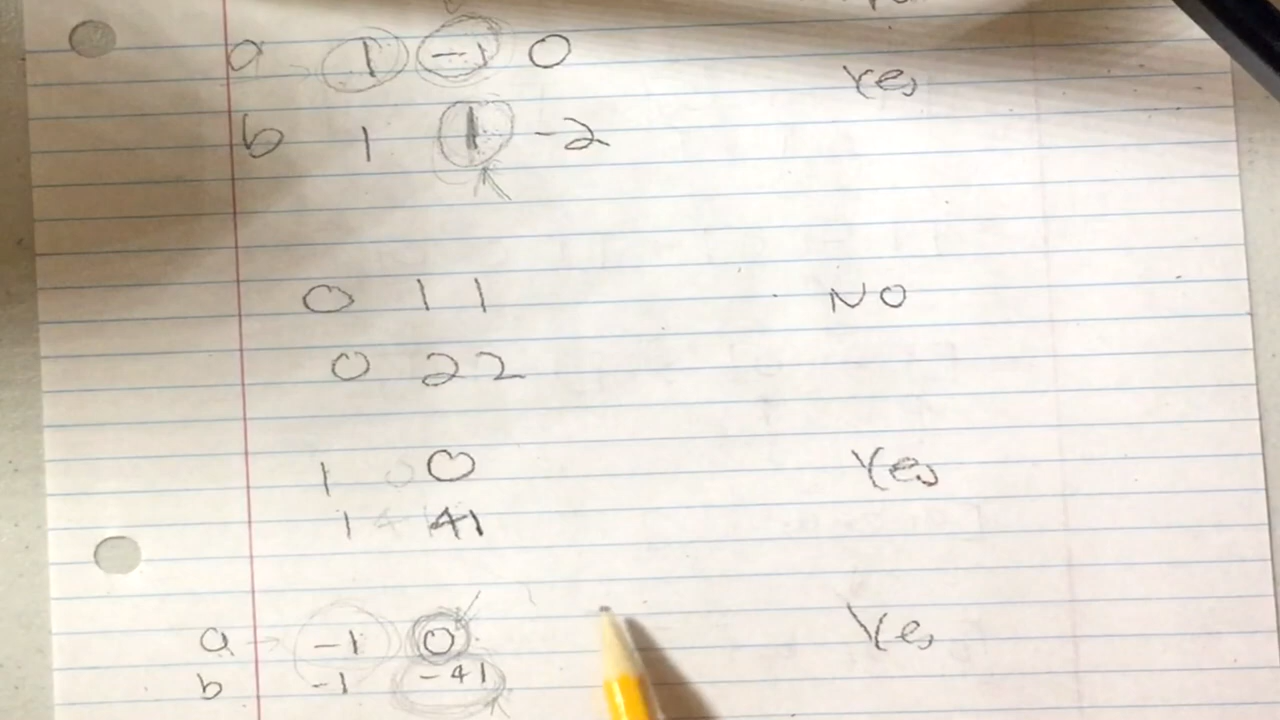 a 1 -1 0
Yes
b 1 1 -2
0 1 1 NO
0 2 2
1 0 Yes
1 41
a -1 0 Yes
b -1 -41